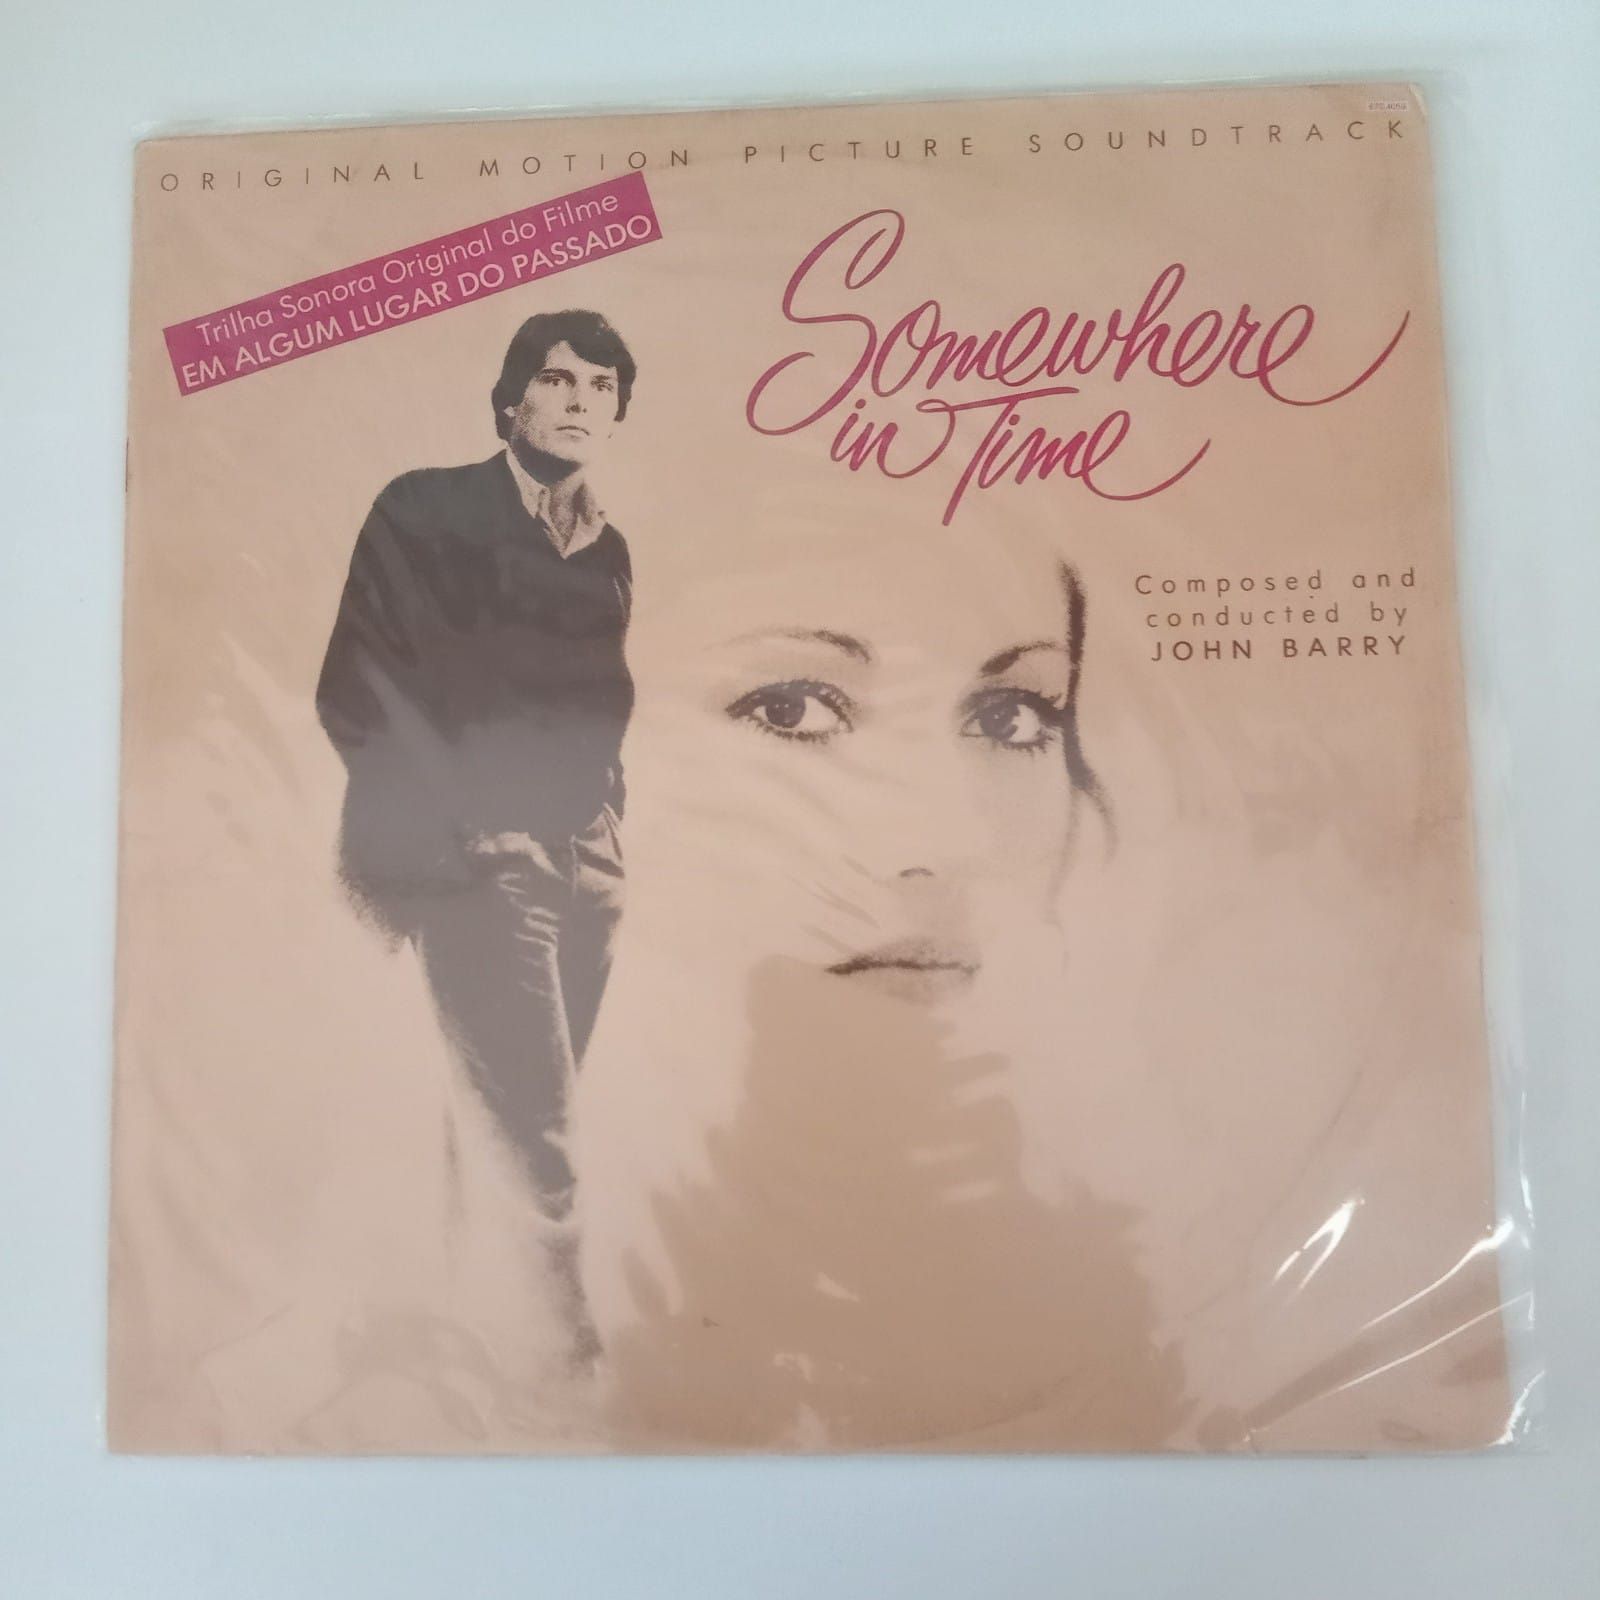 ORIGINAL MOTION PICTURE SOUNDTRACK
Trilha Sonora Original do Filme
EM ALGUM LUGAR DO PASSADO
Somewhere
in Time
Composed and
conducted by
JOHN BARRY